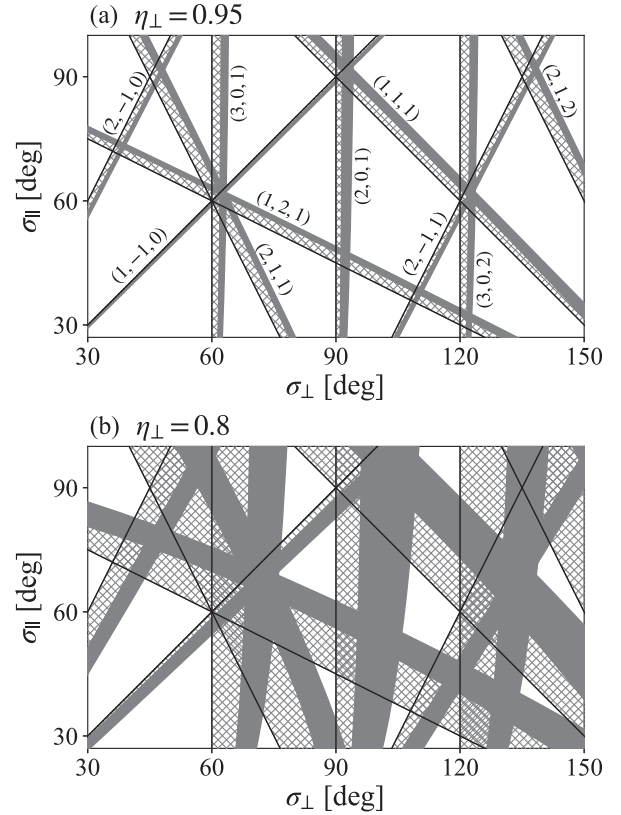 (a) η⊥ = 0.95
90
60
30
σ∥ [deg]
(2, −1, 0)
(3, 0, 1)
(1, 1, 1)
(2, 1, 2)
(1, −1, 0)
(1, 2, 1)
(2, 1, 1)
(2, 0, 1)
(2, −1, 1)
(3, 0, 2)
30 60 90 120 150
σ⊥ [deg]
(b) η⊥ = 0.8
90
60
30
σ∥ [deg]
30 60 90 120 150
σ⊥ [deg]